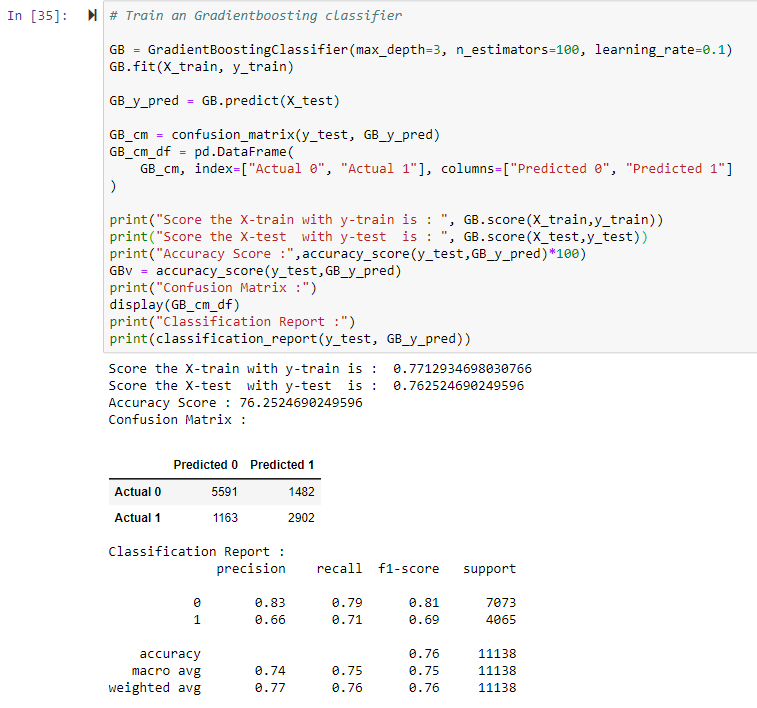 In [35]:
# Train an Gradientboosting classifier
GB = GradientBoostingClassifier(max_depth=3, n_estimators=100, learning_rate=0.1)
GB.fit(X_train, y_train)
GB_y_pred = GB.predict(X_test)
GB_cm = confusion_matrix(y_test, GB_y_pred)
GB_cm_df = pd.DataFrame(
    GB_cm, index=["Actual 0", "Actual 1"], columns=["Predicted 0", "Predicted 1"]
)
print("Score the X-train with y-train is : ", GB.score(X_train,y_train))
print("Score the X-test  with y-test  is : ", GB.score(X_test,y_test))
print("Accuracy Score :",accuracy_score(y_test,GB_y_pred)*100)
GBv = accuracy_score(y_test,GB_y_pred)
print("Confusion Matrix :")
display(GB_cm_df)
print("Classification Report :")
print(classification_report(y_test, GB_y_pred))
Score the X-train with y-train is :  0.7712934698030766
Score the X-test  with y-test  is :  0.762524690249596
Accuracy Score : 76.2524690249596
Confusion Matrix :
Predicted 0 Predicted 1
Actual 0 5591 1482
Actual 1 1163 2902
Classification Report :
precision recall f1-score support
0 0.83 0.79 0.81 7073
1 0.66 0.71 0.69 4065
accuracy 0.76 11138
macro avg 0.74 0.75 0.75 11138
weighted avg 0.77 0.76 0.76 11138